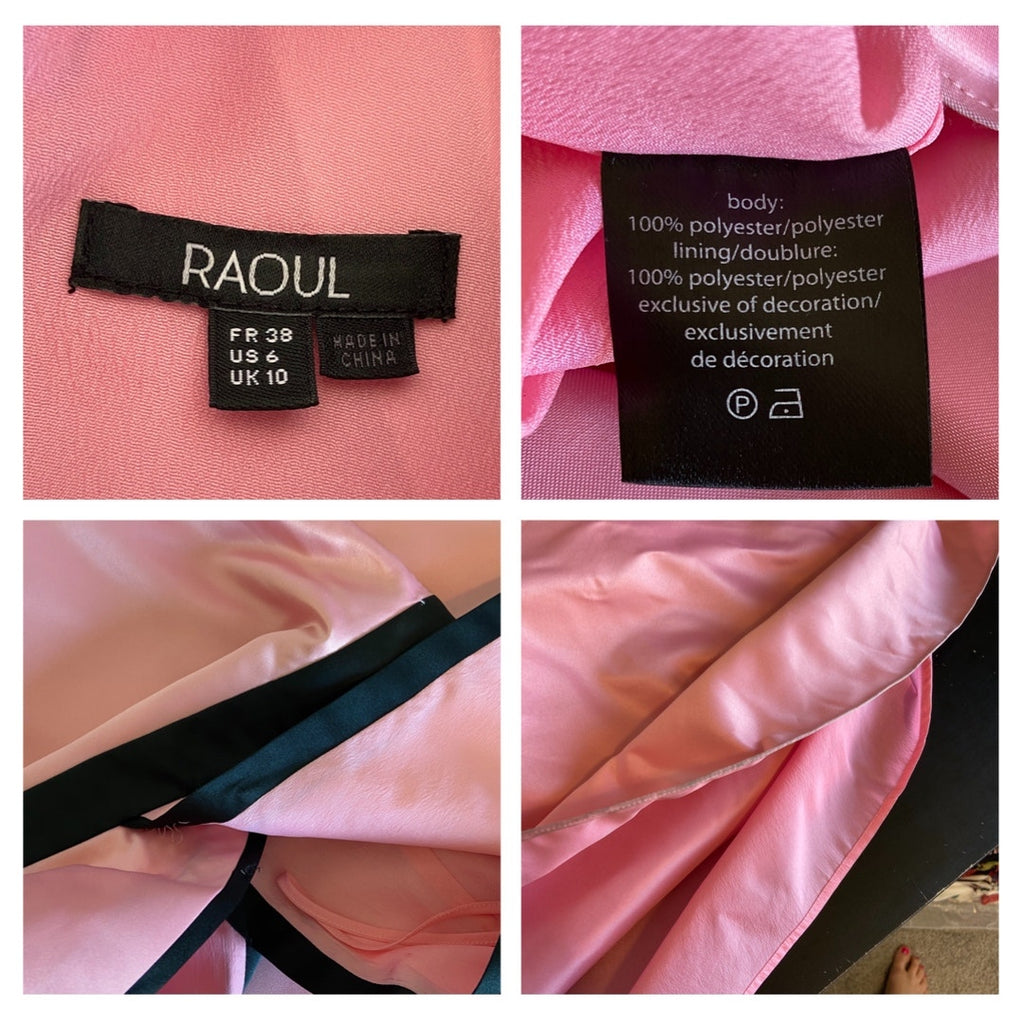 RAOUL
FR 38
US 6
UK 10
MADE IN
CHINA
body:
100% polyester/polyester
lining/doublure:
100% polyester/polyester
exclusive of decoration/
exclusivement
de décoration
P